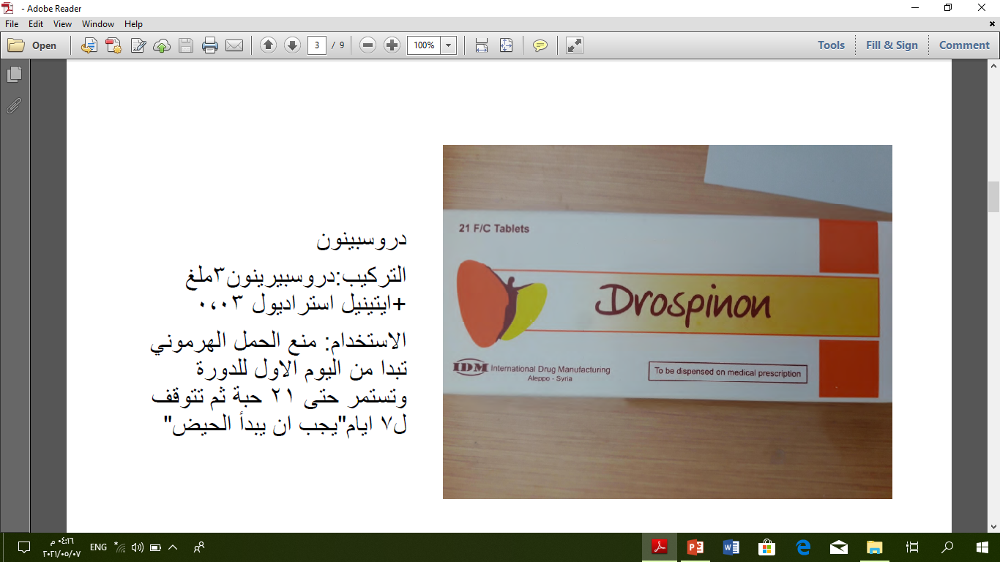 - Adobe Reader
File Edit View Window Help
Open 3 / 9 100% Tools Fill & Sign Comment
دروسبينون
التركيب:دروسبيرينون٣ملغ
+ايتينيل استراديول ٠،٠٣
الاستخدام: منع الحمل الهرموني
تبدا من اليوم الاول للدورة
وتستمر حتى ٢١ حبة ثم تتوقف
ل٧ ايام"يجب ان يبدأ الحيض"
21 F/C Tablets
Drospinon
IDM International Drug Manufacturing
Aleppo - Syria
To be dispensed on medical prescription
٠٤:١٦ م
ENG
٢٠٢١/٠٥/٠٧